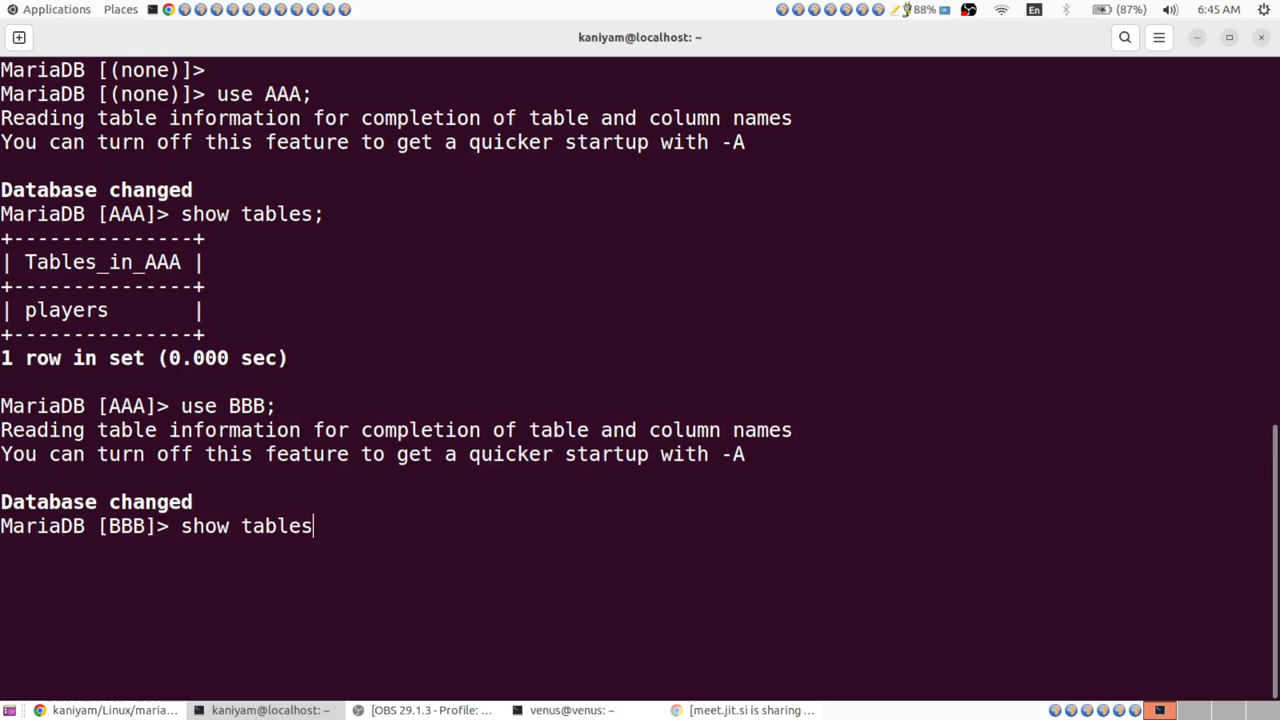 Applications Places 88% En (87%) 6:45 AM
kaniyam@localhost: ~
MariaDB [(none)]>
MariaDB [(none)]> use AAA;
Reading table information for completion of table and column names
You can turn off this feature to get a quicker startup with -A
Database changed
MariaDB [AAA]> show tables;
+---------------+
| Tables_in_AAA |
+---------------+
| players       |
+---------------+
1 row in set (0.000 sec)
MariaDB [AAA]> use BBB;
Reading table information for completion of table and column names
You can turn off this feature to get a quicker startup with -A
Database changed
MariaDB [BBB]> show tables
kaniyam/Linux/maria... kaniyam@localhost: ~ [OBS 29.1.3 - Profile: ... venus@venus: ~ [meet.jit.si is sharing ...